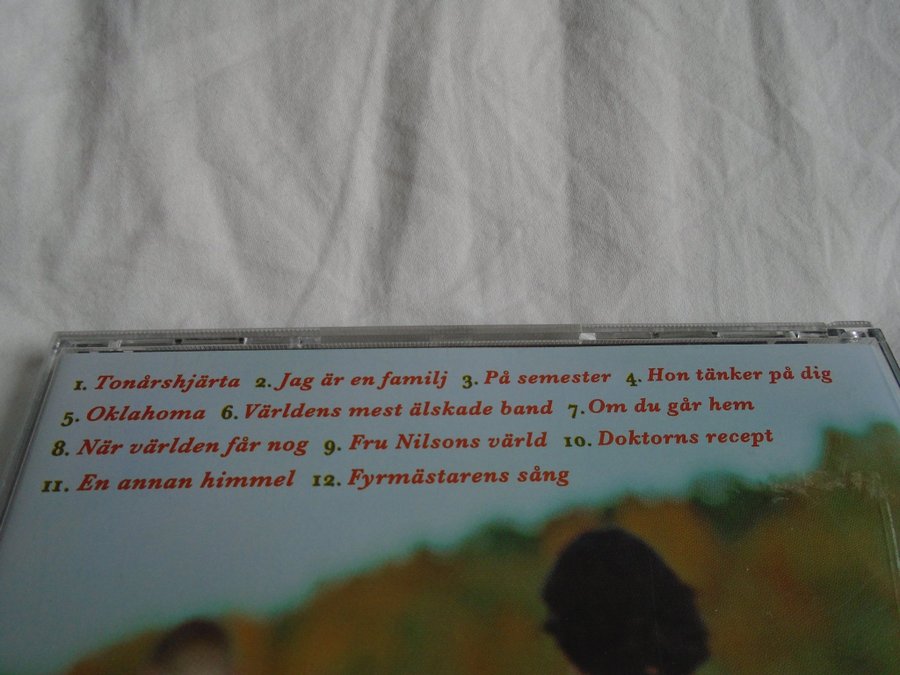 1. Tonårshjärta 2. Jag är en familj 3. På semester 4. Hon tänker på dig
5. Oklahoma 6. Världens mest älskade band 7. Om du går hem
8. När världen får nog 9. Fru Nilsons värld 10. Doktorns recept
11. En annan himmel 12. Fyrmästarens sång